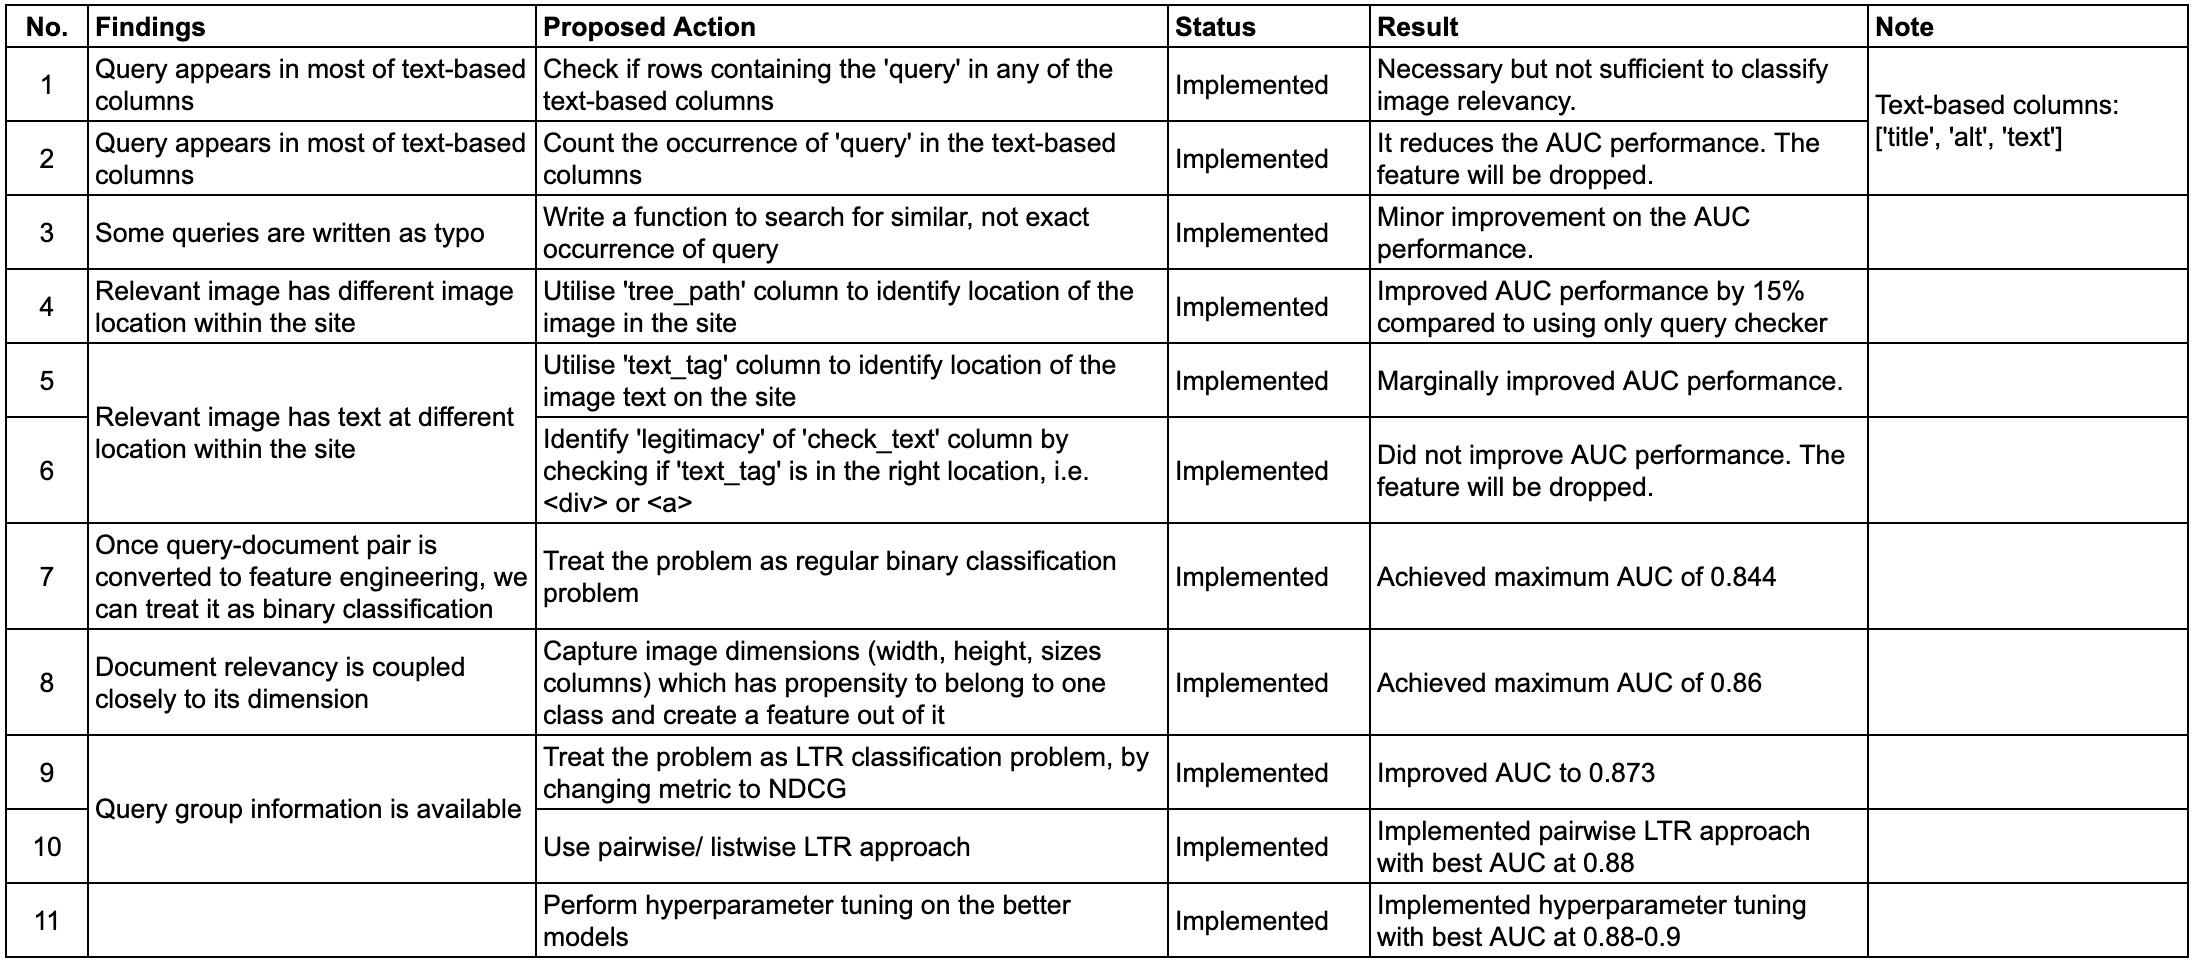 No. Findings Proposed Action Status Result Note
1
Query appears in most of text-based
columns
Check if rows containing the 'query' in any of the
text-based columns
Implemented
Necessary but not sufficient to classify
image relevancy.
Text-based columns:
['title', 'alt', 'text']
2
Query appears in most of text-based
columns
Count the occurrence of 'query' in the text-based
columns
Implemented
It reduces the AUC performance. The
feature will be dropped.
3
Some queries are written as typo
Write a function to search for similar, not exact
occurrence of query
Implemented
Minor improvement on the AUC
performance.
4
Relevant image has different image
location within the site
Utilise 'tree_path' column to identify location of the
image in the site
Implemented
Improved AUC performance by 15%
compared to using only query checker
5
Relevant image has text at different
location within the site
Utilise 'text_tag' column to identify location of the
image text on the site
Implemented
Marginally improved AUC performance.
6
Identify 'legitimacy' of 'check_text' column by
checking if 'text_tag' is in the right location, i.e.
<div> or <a>
Implemented
Did not improve AUC performance. The
feature will be dropped.
7
Once query-document pair is
converted to feature engineering, we
can treat it as binary classification
Treat the problem as regular binary classification
problem
Implemented
Achieved maximum AUC of 0.844
8
Document relevancy is coupled
closely to its dimension
Capture image dimensions (width, height, sizes
columns) which has propensity to belong to one
class and create a feature out of it
Implemented
Achieved maximum AUC of 0.86
9
Query group information is available
Treat the problem as LTR classification problem, by
changing metric to NDCG
Implemented
Improved AUC to 0.873
10
Use pairwise/ listwise LTR approach
Implemented
Implemented pairwise LTR approach
with best AUC at 0.88
11
Perform hyperparameter tuning on the better
models
Implemented
Implemented hyperparameter tuning
with best AUC at 0.88-0.9